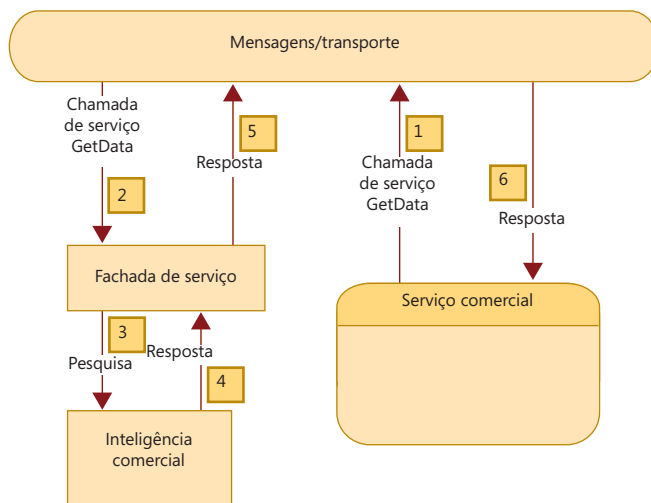 Mensagens/transporte
Chamada
de serviço
GetData
2
5
Resposta
1
Chamada
de serviço
GetData
6
Resposta
Fachada de serviço
3
Pesquisa
Resposta
4
Inteligência
comercial
Serviço comercial